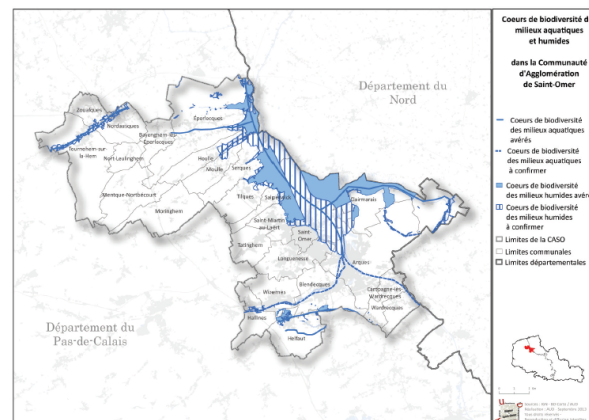 Coeurs de biodiversité d
milieux aquatiques
et humides
dans la Communauté
d'Agglomération
de Saint-Omer
Coeurs de biodiversité
des milieux aquatiques
avérés
Coeurs de biodiversité
des milieux aquatiques
à confirmer
Coeurs de biodiversité
des milieux humides avéré
Coeurs de biodiversité
des milieux humides
à confirmer
Limites de la CASO
Limites communales
Limites départementales
Département du
Nord
Département du
Pas-de-Calais
Zouafques
Nordausques
Tournehem-sur
la-Hem
Bayenghem-lès
Éperlecques
Éperlecques
Nort-Leulinghem
Mentque-Nortbécourt
Moringhem
Houlle
Moulle
Serques
Tilques
Salperwick
Saint-Martin
au-Laërt
Tatinghem
Saint-
Omer
Longuenesse
Clairmarais
Arques
Blendecques
Wizernes
Hallines
Helfaut
Campagne-lès
Wardrecques
Wardrecques